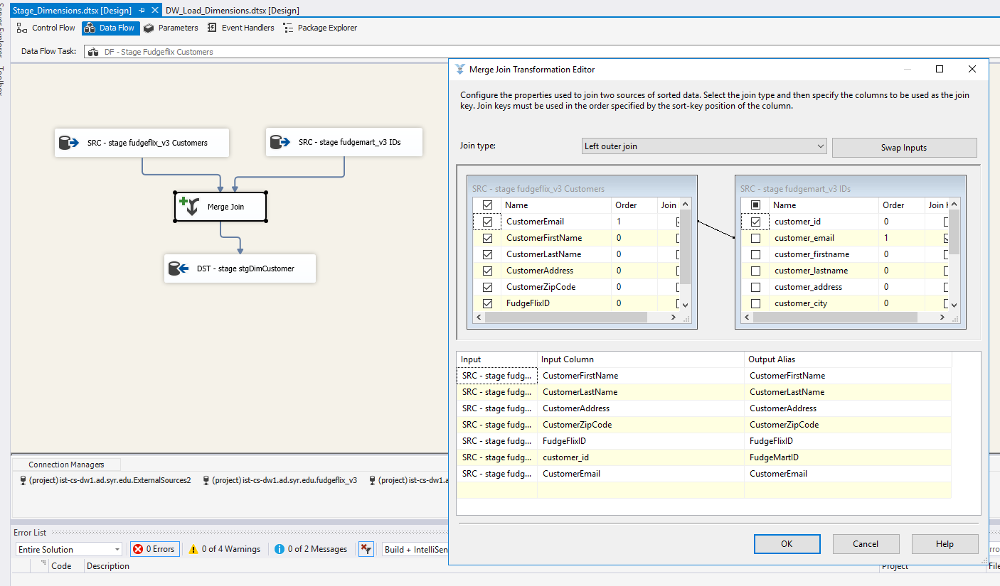 Stage_Dimensions.dtsx [Design]
DW_Load_Dimensions.dtsx [Design]
Control Flow
Data Flow
Parameters
Event Handlers
Package Explorer
Data Flow Task:
DF - Stage Fudgeflix Customers
SRC - stage fudgeflix_v3 Customers
SRC - stage fudgemart_v3 IDs
Merge Join
DST - stage stgDimCustomer
Merge Join Transformation Editor
Configure the properties used to join two sources of sorted data. Select the join type and then specify the columns to be used as the join
key. Join keys must be used in the order specified by the sort-key position of the column.
Join type:
Left outer join
Swap Inputs
SRC - stage fudgeflix_v3 Customers
Name Order Join
CustomerEmail 1
CustomerFirstName 0
CustomerLastName 0
CustomerAddress 0
CustomerZipCode 0
FudgeFlixID 0
SRC - stage fudgemart_v3 IDs
Name Order Join
customer_id 0
customer_email 1
customer_firstname 0
customer_lastname 0
customer_address 0
customer_city 0
Input Input Column Output Alias
SRC - stage fudg... CustomerFirstName CustomerFirstName
SRC - stage fudg... CustomerLastName CustomerLastName
SRC - stage fudg... CustomerAddress CustomerAddress
SRC - stage fudg... CustomerZipCode CustomerZipCode
SRC - stage fudg... FudgeFlixID FudgeFlixID
SRC - stage fudg... customer_id FudgeMartID
SRC - stage fudg... CustomerEmail CustomerEmail
OK
Cancel
Help
Connection Managers
(project) ist-cs-dw1.ad.syr.edu.ExternalSources2
(project) ist-cs-dw1.ad.syr.edu.fudgeflix_v3
(project) ist-cs-dw1.a
Error List
Entire Solution
0 Errors
0 of 4 Warnings
0 of 2 Messages
Build + IntelliSen
Code Description Project File